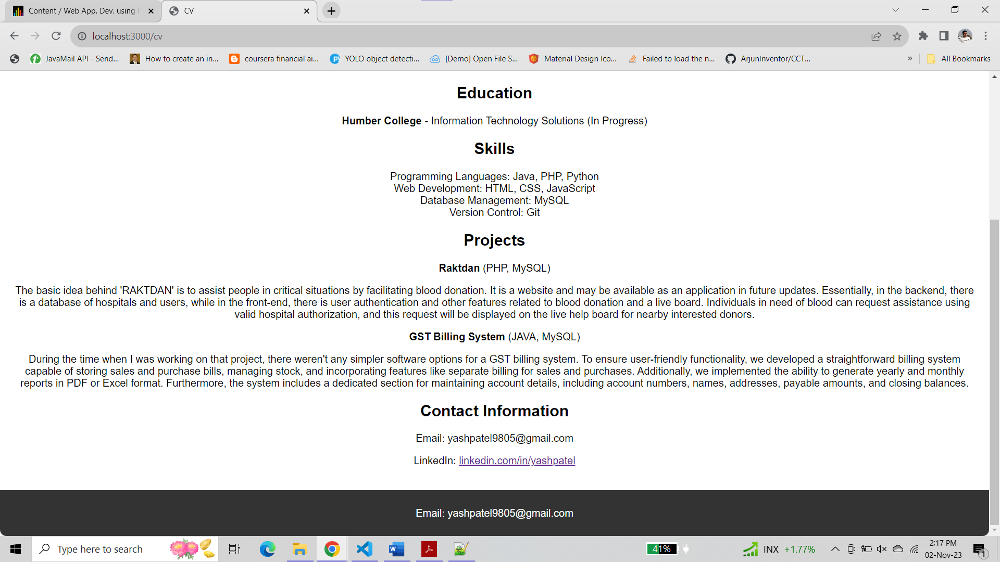 Content / Web App. Dev. using
CV
localhost:3000/cv
JavaMail API - Send...
How to create an in...
coursera financial ai...
YOLO object detecti...
[Demo] Open File S...
Material Design Ico...
Failed to load the n...
ArjunInventor/CCT...
»
All Bookmarks
Education
Humber College - Information Technology Solutions (In Progress)
Skills
Programming Languages: Java, PHP, Python
Web Development: HTML, CSS, JavaScript
Database Management: MySQL
Version Control: Git
Projects
Raktdan (PHP, MySQL)
The basic idea behind 'RAKTDAN' is to assist people in critical situations by facilitating blood donation. It is a website and may be available as an application in future updates. Essentially, in the backend, there
is a database of hospitals and users, while in the front-end, there is user authentication and other features related to blood donation and a live board. Individuals in need of blood can request assistance using
valid hospital authorization, and this request will be displayed on the live help board for nearby interested donors.
GST Billing System (JAVA, MySQL)
During the time when I was working on that project, there weren't any simpler software options for a GST billing system. To ensure user-friendly functionality, we developed a straightforward billing system
capable of storing sales and purchase bills, managing stock, and incorporating features like separate billing for sales and purchases. Additionally, we implemented the ability to generate yearly and monthly
reports in PDF or Excel format. Furthermore, the system includes a dedicated section for maintaining account details, including account numbers, names, addresses, payable amounts, and closing balances.
Contact Information
Email: yashpatel9805@gmail.com
LinkedIn: linkedin.com/in/yashpatel
Email: yashpatel9805@gmail.com
Type here to search
41%
INX +1.77%
2:17 PM
02-Nov-23
1